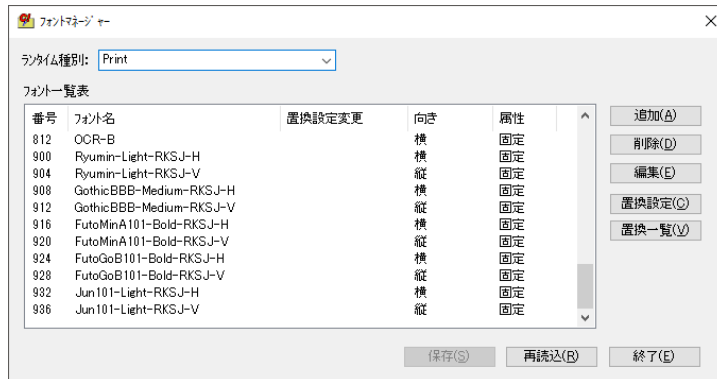 フォントマネージャー
ランタイム種別: Print
フォント一覧表
番号 フォント名 置換設定変更 向き 属性
812 OCR-B 横 固定
900 Ryumin-Light-RKSJ-H 横 固定
904 Ryumin-Light-RKSJ-V 縦 固定
908 GothicBBB-Medium-RKSJ-H 横 固定
912 GothicBBB-Medium-RKSJ-V 縦 固定
916 FutoMinA101-Bold-RKSJ-H 横 固定
920 FutoMinA101-Bold-RKSJ-V 縦 固定
924 FutoGoB101-Bold-RKSJ-H 横 固定
928 FutoGoB101-Bold-RKSJ-V 縦 固定
932 Jun101-Light-RKSJ-H 横 固定
936 Jun101-Light-RKSJ-V 縦 固定
追加(A)
削除(D)
編集(E)
置換設定(C)
置換一覧(V)
保存(S) 再読込(R) 終了(E)